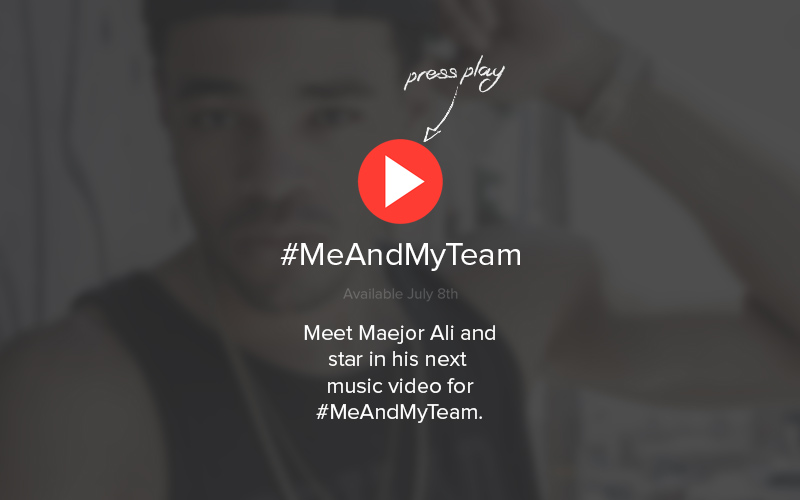 press play
#MeAndMyTeam
Available July 8th
Meet Maejor Ali and
star in his next
music video for
#MeAndMyTeam.